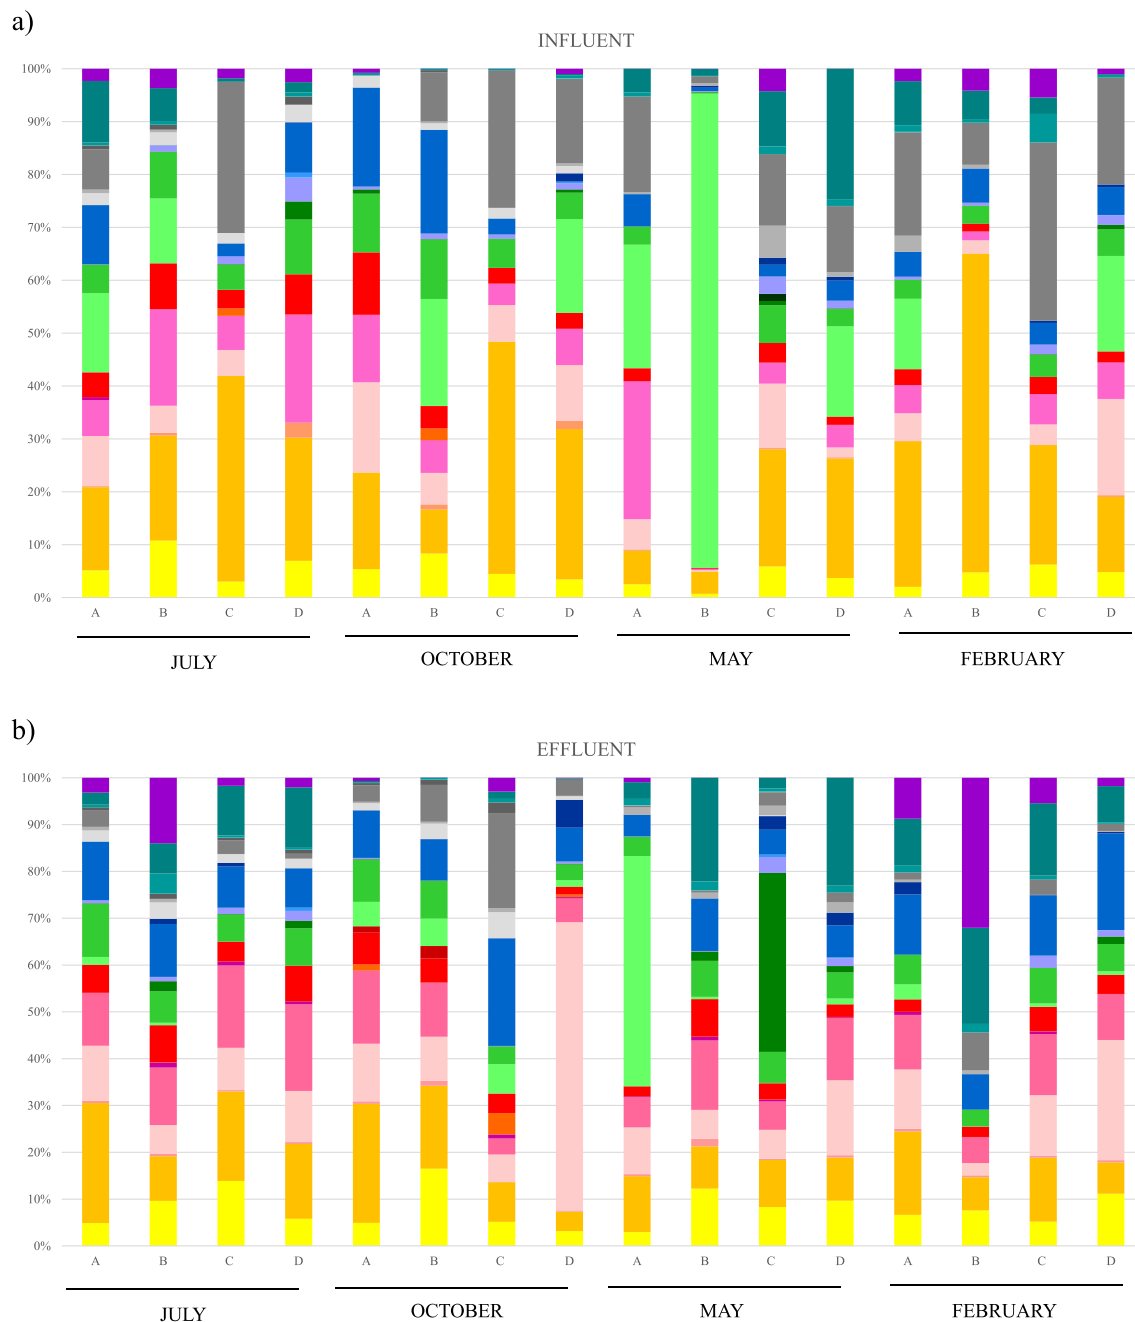 a)
INFLUENT
100%
90%
80%
70%
60%
50%
40%
30%
20%
10%
0%
A B C D A B C D A B C D A B C D
JULY OCTOBER MAY FEBRUARY
b)
EFFLUENT
100%
90%
80%
70%
60%
50%
40%
30%
20%
10%
0%
A B C D A B C D A B C D A B C D
JULY OCTOBER MAY FEBRUARY